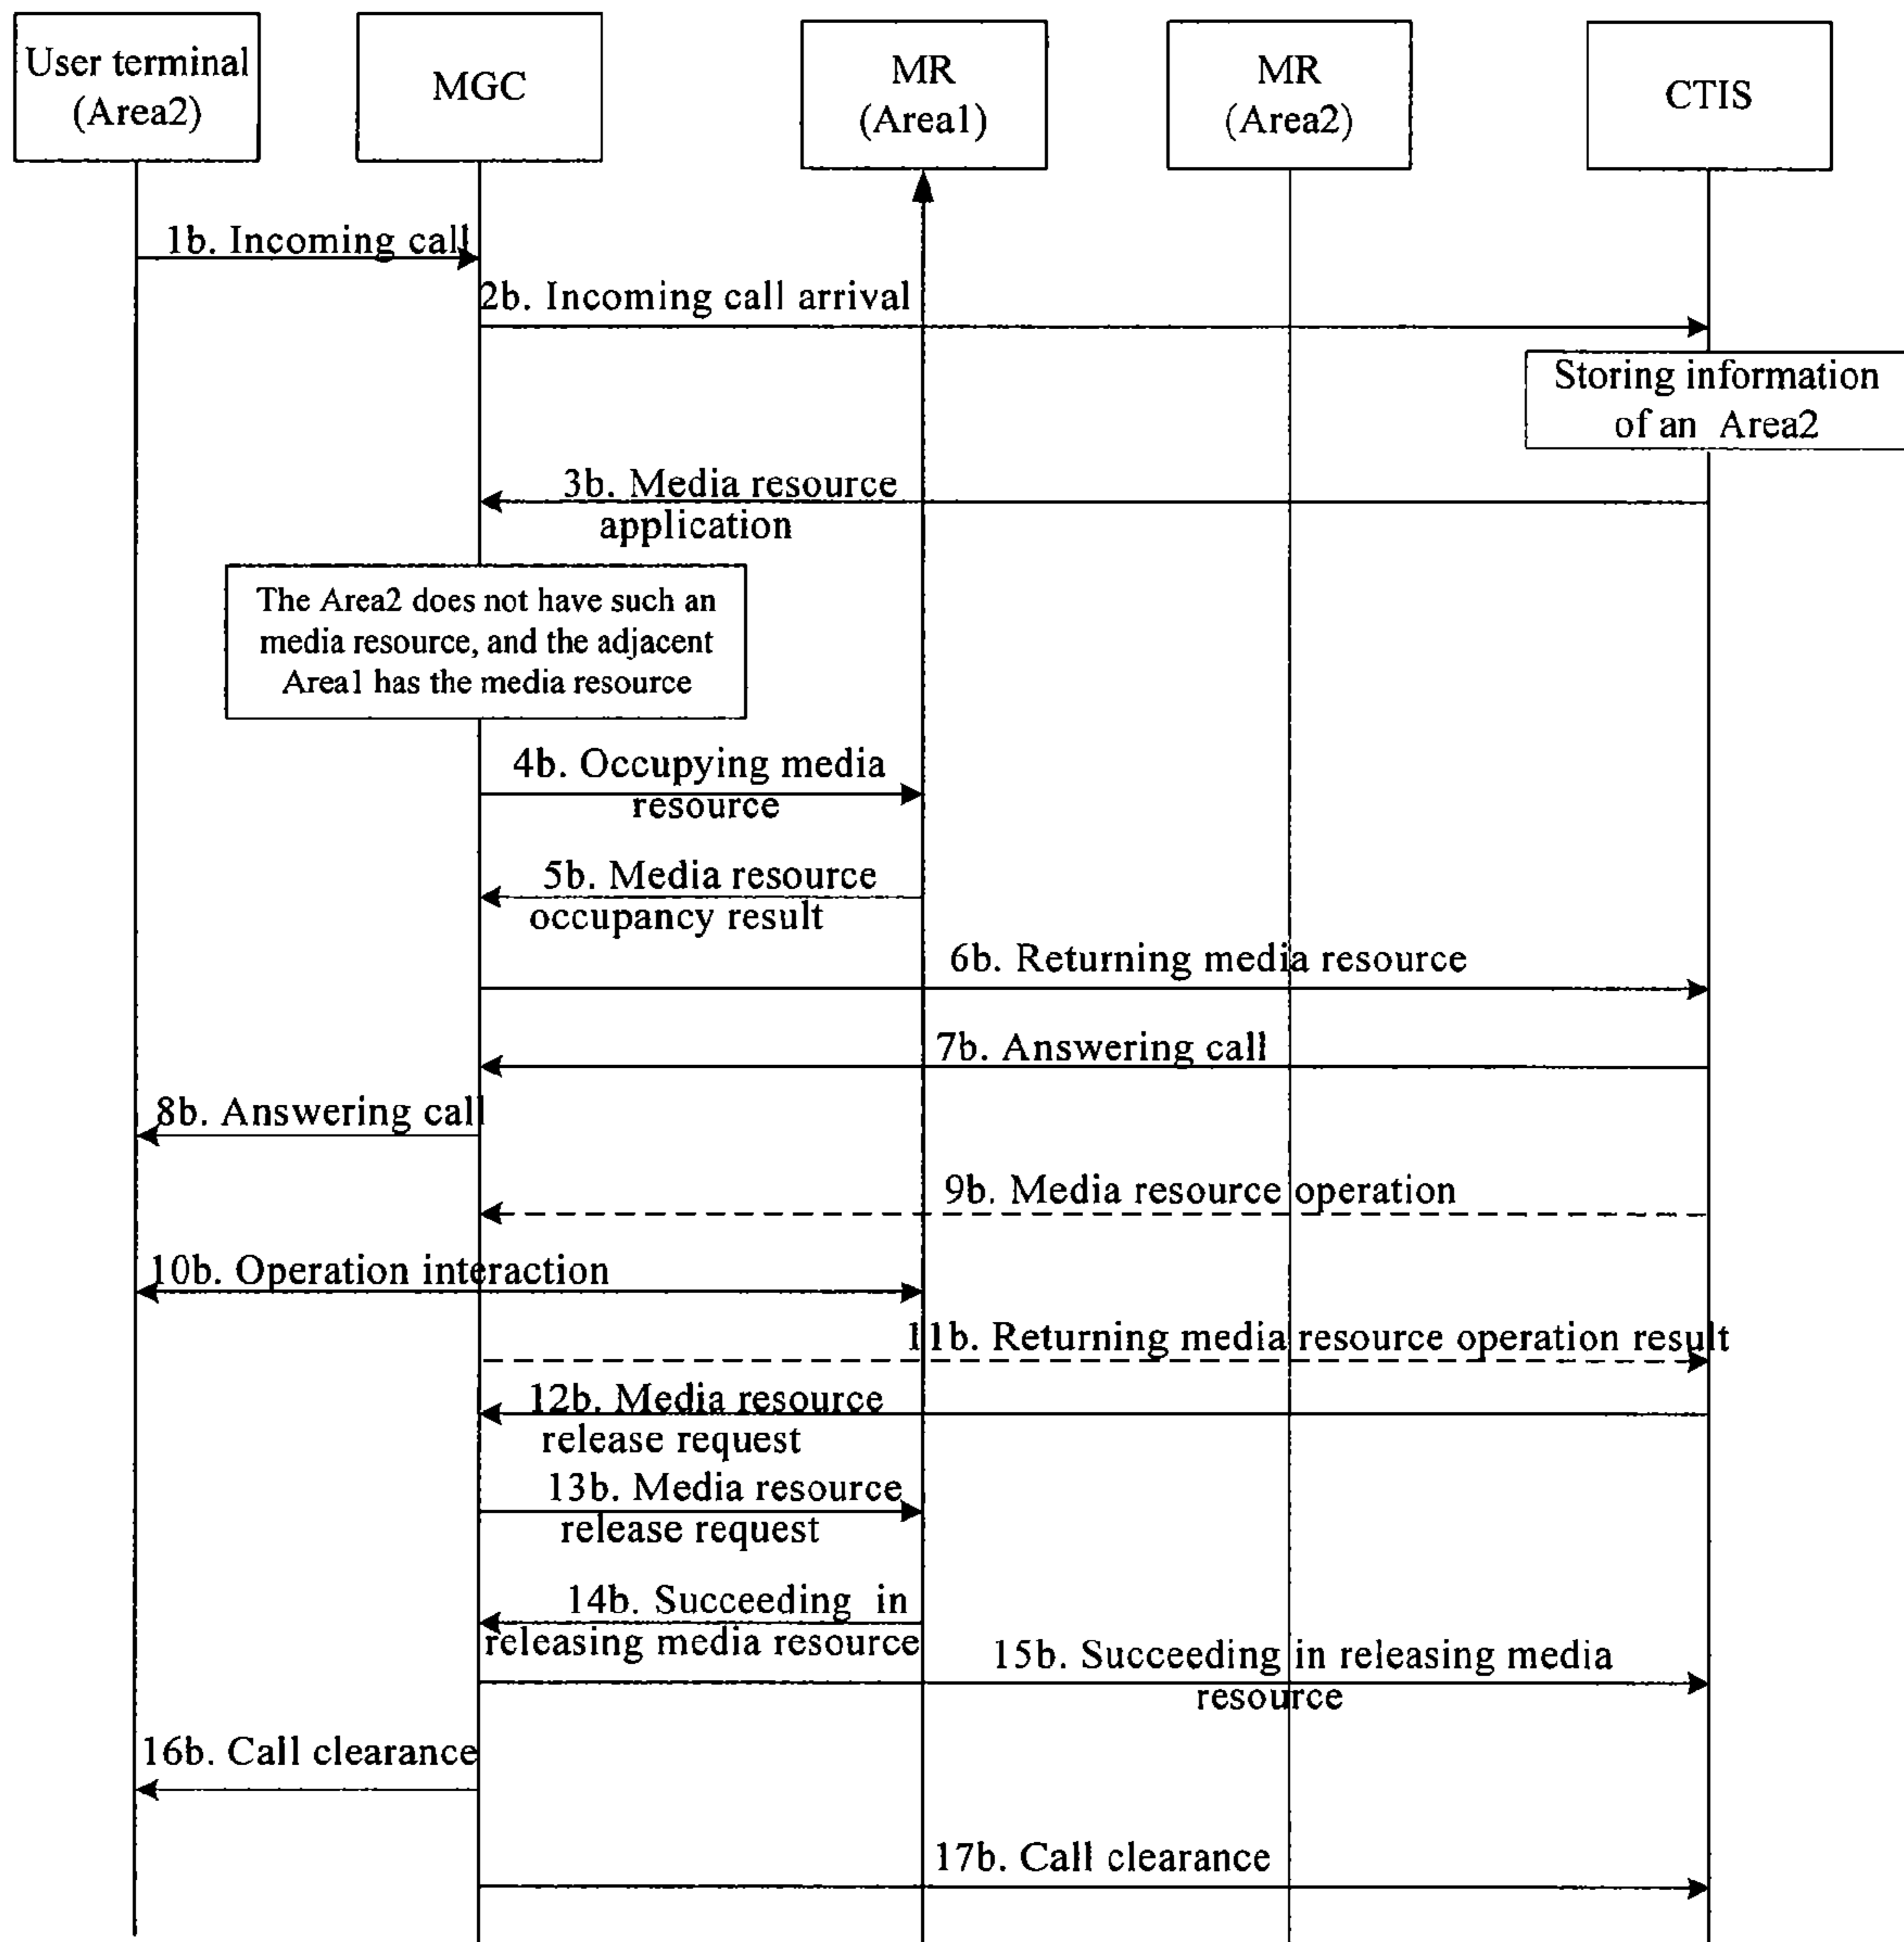 User terminal
(Area2)
MGC
MR
(Area1)
MR
(Area2)
CTIS
1b. Incoming call
2b. Incoming call arrival
Storing information
of an Area2
3b. Media resource
application
The Area2 does not have such an
media resource, and the adjacent
Area1 has the media resource
4b. Occupying media
resource
5b. Media resource
occupancy result
6b. Returning media resource
7b. Answering call
8b. Answering call
9b. Media resource operation
10b. Operation interaction
11b. Returning media resource operation result
12b. Media resource
release request
13b. Media resource
release request
14b. Succeeding in
releasing media resource
15b. Succeeding in releasing media
resource
16b. Call clearance
17b. Call clearance